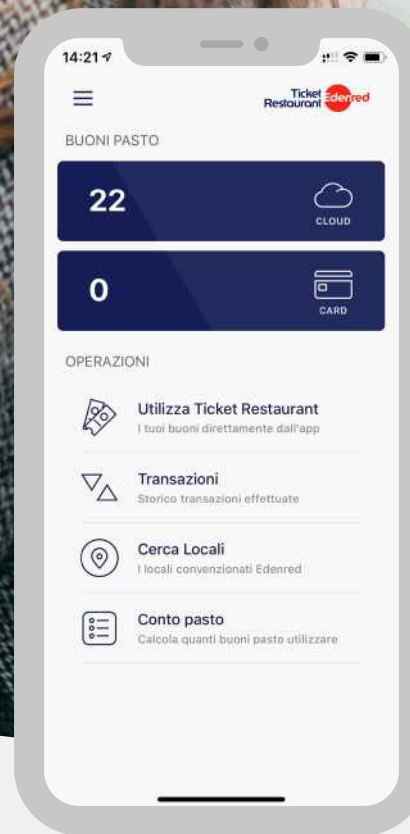 14:21
Ticket
Restaurant Edenred
BUONI PASTO
22
CLOUD
0
CARD
OPERAZIONI
Utilizza Ticket Restaurant
I tuoi buoni direttamente dall'app
Transazioni
Storico transazioni effettuate
Cerca Locali
I locali convenzionati Edenred
Conto pasto
Calcola quanti buoni pasto utilizzare